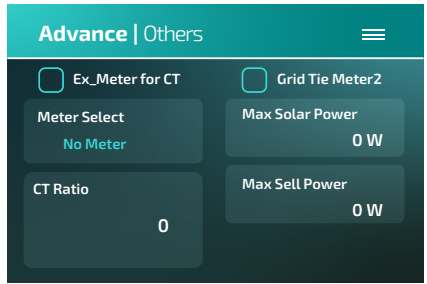 Advance | Others
Ex_Meter for CT
Grid Tie Meter2
Meter Select
No Meter
Max Solar Power
0 W
CT Ratio
0
Max Sell Power
0 W